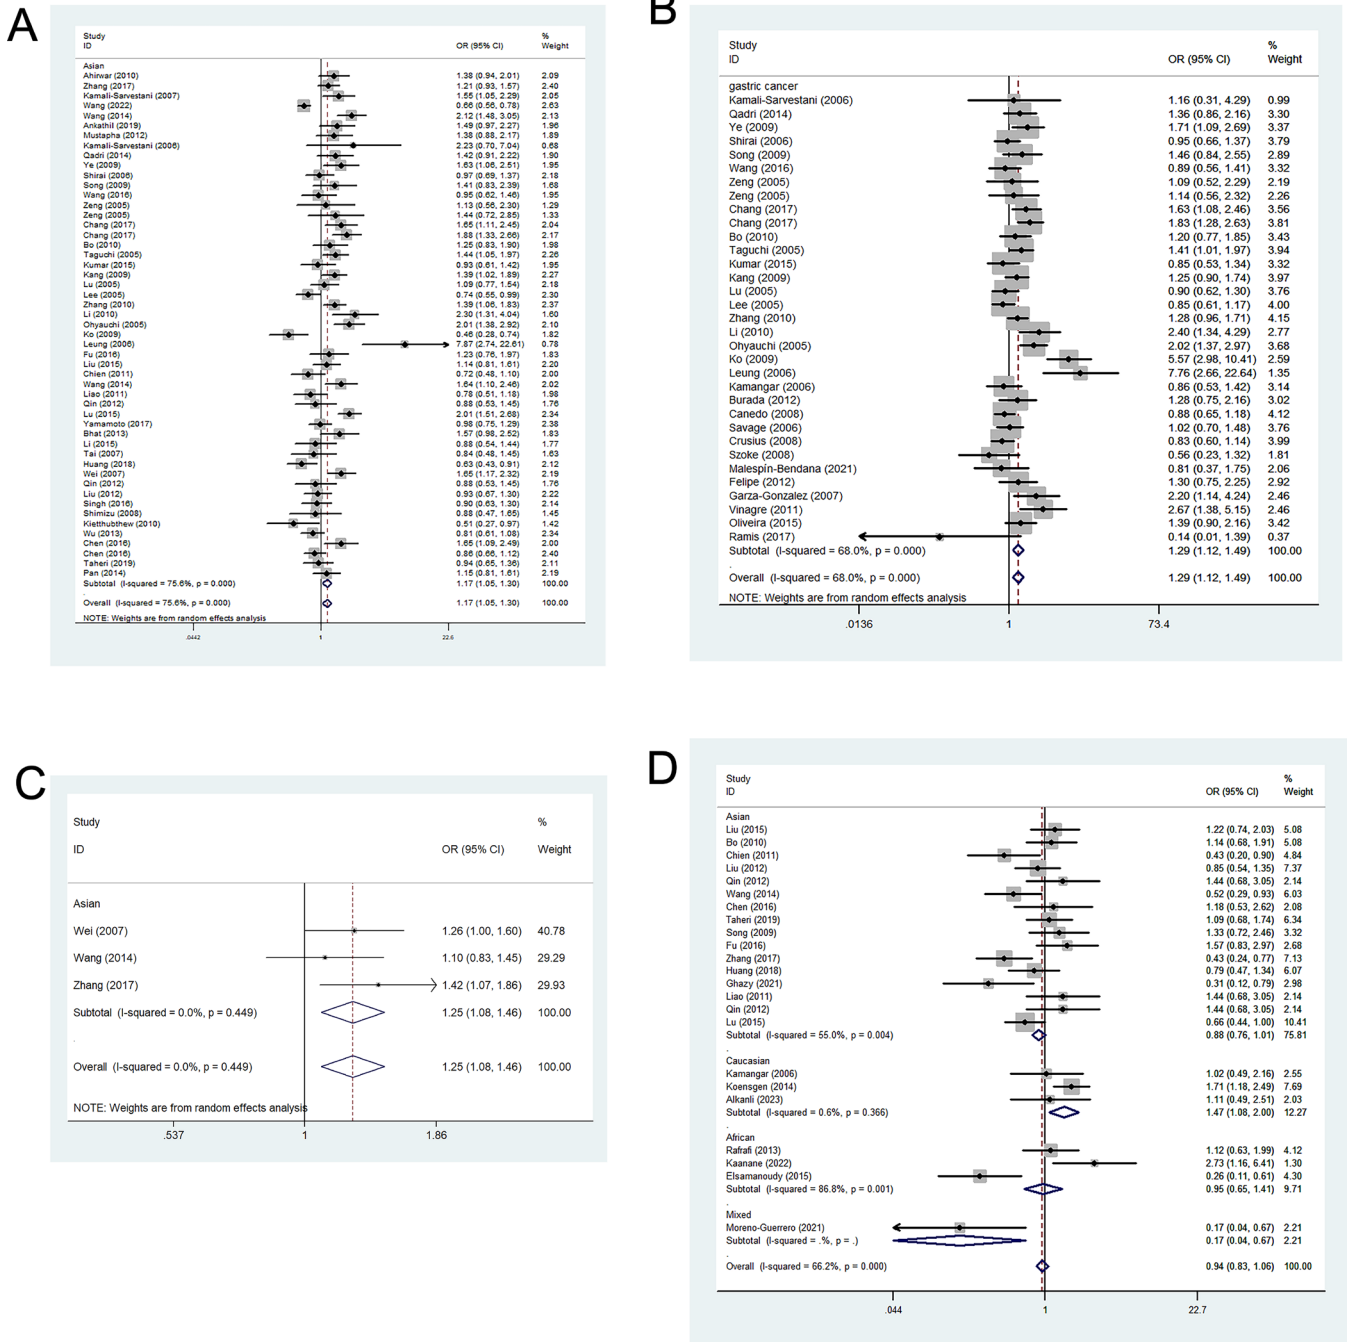 A
Study
%
ID OR (95% CI) Weight
Asian
Ahirwar (2010) 1.38 (0.94, 2.01) 2.09
Zhang (2017) 1.21 (0.93, 1.57) 2.40
Kamali-Sarvestani (2007) 1.55 (1.05, 2.29) 2.05
Wang (2022) 0.66 (0.56, 0.78) 2.63
Wang (2014) 2.12 (1.48, 3.05) 2.13
Ankathil (2019) 1.49 (0.97, 2.27) 1.96
Mustapha (2012) 1.38 (0.88, 2.17) 1.89
Kamali-Sarvestani (2006) 2.23 (0.70, 7.04) 0.68
Qadri (2014) 1.42 (0.91, 2.22) 1.90
Ye (2009) 1.63 (1.06, 2.51) 1.95
Shirai (2006) 0.97 (0.69, 1.37) 2.18
Song (2009) 1.41 (0.83, 2.39) 1.68
Wang (2016) 0.95 (0.62, 1.46) 1.95
Zeng (2005) 1.13 (0.56, 2.30) 1.29
Zeng (2005) 1.44 (0.72, 2.85) 1.33
Chang (2017) 1.65 (1.11, 2.45) 2.04
Chang (2017) 1.88 (1.33, 2.66) 2.17
Bo (2010) 1.25 (0.83, 1.90) 1.98
Taguchi (2005) 1.44 (1.05, 1.97) 2.26
Kumar (2015) 0.93 (0.61, 1.42) 1.95
Kang (2009) 1.39 (1.02, 1.89) 2.27
Lu (2005) 1.09 (0.77, 1.54) 2.18
Lee (2005) 0.74 (0.55, 0.99) 2.30
Zhang (2010) 1.39 (1.06, 1.83) 2.37
Li (2010) 2.30 (1.31, 4.04) 1.60
Ohyauchi (2005) 2.01 (1.38, 2.92) 2.10
Ko (2009) 0.46 (0.28, 0.74) 1.82
Leung (2006) 7.87 (2.74, 22.61) 0.78
Fu (2016) 1.23 (0.76, 1.97) 1.83
Liu (2015) 1.14 (0.81, 1.61) 2.20
Chien (2011) 0.72 (0.48, 1.10) 2.00
Wang (2014) 1.64 (1.10, 2.46) 2.02
Liao (2011) 0.78 (0.51, 1.18) 1.98
Qin (2012) 0.88 (0.53, 1.45) 1.76
Lu (2015) 2.01 (1.51, 2.68) 2.34
Yamamoto (2017) 0.98 (0.75, 1.29) 2.38
Bhat (2013) 1.57 (0.98, 2.52) 1.83
Li (2015) 0.88 (0.54, 1.44) 1.77
Tai (2007) 0.84 (0.48, 1.45) 1.63
Huang (2018) 0.63 (0.43, 0.91) 2.12
Wei (2007) 1.65 (1.17, 2.32) 2.19
Qin (2012) 0.88 (0.53, 1.45) 1.76
Liu (2012) 0.93 (0.67, 1.30) 2.22
Singh (2016) 0.90 (0.63, 1.30) 2.14
Shimizu (2008) 0.88 (0.47, 1.65) 1.45
Kietthubthew (2010) 0.51 (0.27, 0.97) 1.42
Wu (2013) 0.81 (0.61, 1.08) 2.34
Chen (2016) 1.65 (1.09, 2.49) 2.00
Chen (2016) 0.86 (0.66, 1.12) 2.40
Taheri (2019) 0.94 (0.65, 1.36) 2.11
Pan (2014) 1.15 (0.81, 1.61) 2.19
Subtotal (I-squared = 75.6%, p = 0.000) 1.17 (1.05, 1.30) 100.00
.
Overall (I-squared = 75.6%, p = 0.000) 1.17 (1.05, 1.30) 100.00
NOTE: Weights are from random effects analysis
.0442 1 22.6
B
Study
%
ID OR (95% CI) Weight
gastric cancer
Kamali-Sarvestani (2006) 1.16 (0.31, 4.29) 0.99
Qadri (2014) 1.36 (0.86, 2.16) 3.30
Ye (2009) 1.71 (1.09, 2.69) 3.37
Shirai (2006) 0.95 (0.66, 1.37) 3.79
Song (2009) 1.46 (0.84, 2.55) 2.89
Wang (2016) 0.89 (0.56, 1.41) 3.32
Zeng (2005) 1.09 (0.52, 2.29) 2.19
Zeng (2005) 1.14 (0.56, 2.32) 2.26
Chang (2017) 1.63 (1.08, 2.46) 3.56
Chang (2017) 1.83 (1.28, 2.63) 3.81
Bo (2010) 1.20 (0.77, 1.85) 3.43
Taguchi (2005) 1.41 (1.01, 1.97) 3.94
Kumar (2015) 0.85 (0.53, 1.34) 3.32
Kang (2009) 1.25 (0.90, 1.74) 3.97
Lu (2005) 0.90 (0.62, 1.30) 3.76
Lee (2005) 0.85 (0.61, 1.17) 4.00
Zhang (2010) 1.28 (0.96, 1.71) 4.15
Li (2010) 2.40 (1.34, 4.29) 2.77
Ohyauchi (2005) 2.02 (1.37, 2.97) 3.68
Ko (2009) 5.57 (2.98, 10.41) 2.59
Leung (2006) 7.76 (2.66, 22.64) 1.35
Kamangar (2006) 0.86 (0.53, 1.42) 3.14
Burada (2012) 1.28 (0.75, 2.16) 3.02
Canedo (2008) 0.88 (0.65, 1.18) 4.12
Savage (2006) 1.02 (0.70, 1.48) 3.76
Crusius (2008) 0.83 (0.60, 1.14) 3.99
Szoke (2008) 0.56 (0.23, 1.32) 1.81
Malespín-Bendana (2021) 0.81 (0.37, 1.75) 2.06
Felipe (2012) 1.30 (0.75, 2.25) 2.92
Garza-Gonzalez (2007) 2.20 (1.14, 4.24) 2.46
Vinagre (2011) 2.67 (1.38, 5.15) 2.46
Oliveira (2015) 1.39 (0.90, 2.16) 3.42
Ramis (2017) 0.14 (0.01, 1.39) 0.37
Subtotal (I-squared = 68.0%, p = 0.000) 1.29 (1.12, 1.49) 100.00
.
Overall (I-squared = 68.0%, p = 0.000) 1.29 (1.12, 1.49) 100.00
NOTE: Weights are from random effects analysis
.0136 1 73.4
C
Study %
ID OR (95% CI) Weight
Asian
Wei (2007) 1.26 (1.00, 1.60) 40.78
Wang (2014) 1.10 (0.83, 1.45) 29.29
Zhang (2017) 1.42 (1.07, 1.86) 29.93
Subtotal (I-squared = 0.0%, p = 0.449) 1.25 (1.08, 1.46) 100.00
.
Overall (I-squared = 0.0%, p = 0.449) 1.25 (1.08, 1.46) 100.00
NOTE: Weights are from random effects analysis
.537 1 1.86
D
Study %
ID OR (95% CI) Weight
Asian
Liu (2015) 1.22 (0.74, 2.03) 5.08
Bo (2010) 1.14 (0.68, 1.91) 5.08
Chien (2011) 0.43 (0.20, 0.90) 4.84
Liu (2012) 0.85 (0.54, 1.35) 7.37
Qin (2012) 1.44 (0.68, 3.05) 2.14
Wang (2014) 0.52 (0.29, 0.93) 6.03
Chen (2016) 1.18 (0.53, 2.62) 2.08
Taheri (2019) 1.09 (0.68, 1.74) 6.34
Song (2009) 1.33 (0.72, 2.46) 3.32
Fu (2016) 1.57 (0.83, 2.97) 2.68
Zhang (2017) 0.43 (0.24, 0.77) 7.13
Huang (2018) 0.79 (0.47, 1.34) 6.07
Ghazy (2021) 0.31 (0.12, 0.79) 2.98
Liao (2011) 1.44 (0.68, 3.05) 2.14
Qin (2012) 1.44 (0.68, 3.05) 2.14
Lu (2015) 0.66 (0.44, 1.00) 10.41
Subtotal (I-squared = 55.0%, p = 0.004) 0.88 (0.76, 1.01) 75.81
.
Caucasian
Kamangar (2006) 1.02 (0.49, 2.16) 2.55
Koensgen (2014) 1.71 (1.18, 2.49) 7.69
Alkanli (2023) 1.11 (0.49, 2.51) 2.03
Subtotal (I-squared = 0.6%, p = 0.366) 1.47 (1.08, 2.00) 12.27
.
African
Rafrafi (2013) 1.12 (0.63, 1.99) 4.12
Kaanane (2022) 2.73 (1.16, 6.41) 1.30
Elsamanoudy (2015) 0.26 (0.11, 0.61) 4.30
Subtotal (I-squared = 86.8%, p = 0.001) 0.95 (0.65, 1.41) 9.71
.
Mixed
Moreno-Guerrero (2021) 0.17 (0.04, 0.67) 2.21
Subtotal (I-squared = .%, p = .) 0.17 (0.04, 0.67) 2.21
.
Overall (I-squared = 66.2%, p = 0.000) 0.94 (0.83, 1.06) 100.00
.044 1 22.7